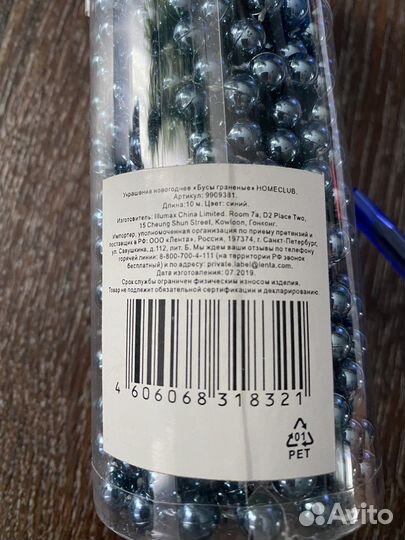 Украшение новогоднее «Бусы граненые» HOMECLUB.
Артикул: 9909381.
Длина:10 м. Цвет: синий.
Изготовитель: Illumax China Limited. Room 7a, D2 Place Two,
15 Cheung Shun Street, Kowloon, Гонконг.
Импортер, уполномоченная организация по приему претензий и
поставщик в РФ: ООО «Лента», Россия, 197374, г. Санкт-Петербург,
ул. Савушкина, д.112, лит. Б. Мы ждем ваши отзывы по телефону
горячей линии: 8-800-700-4-111 (на территории РФ звонок
бесплатный) и по адресу: private.label@lenta.com.
Дата изготовления: 07.2019.
Срок службы ограничен физическим износом изделия.
Товар не подлежит обязательной сертификации и декларированию.
4 606068 318321
01
PET
Avito